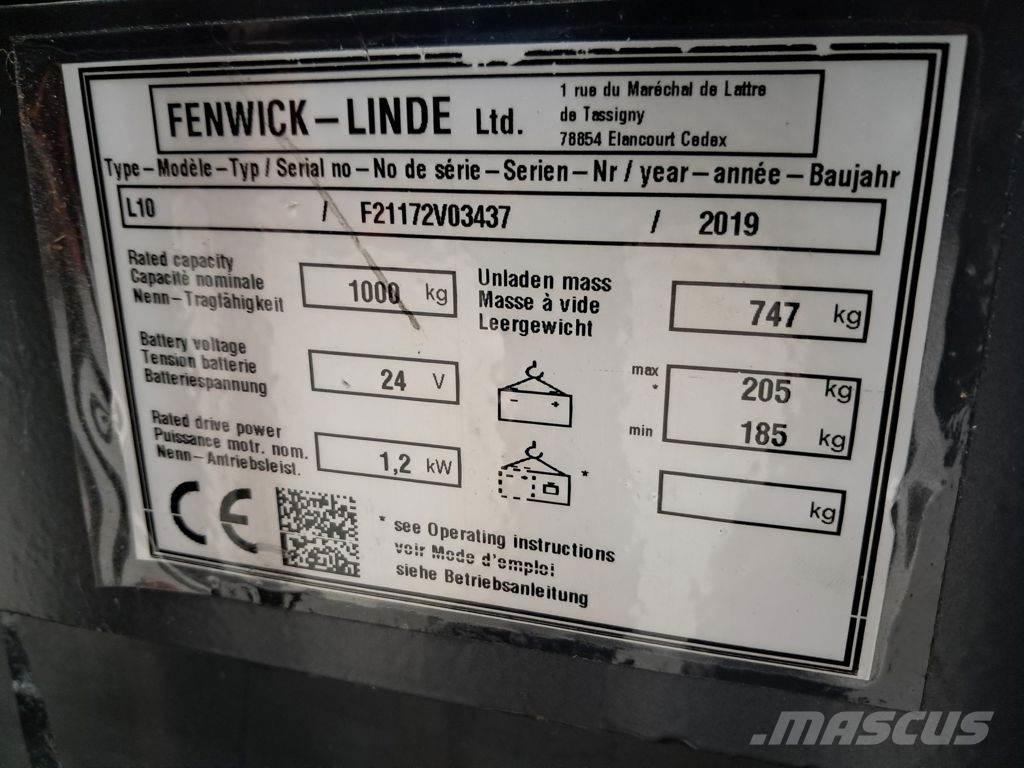 FENWICK-LINDE Ltd.
1 rue du Maréchal de Lattre
de Tassigny
78854 Elancourt Cedex
Type-Modèle-Typ / Serial no-No de série-Serien-Nr / year-année-Baujahr
L10 / F21172V03437 / 2019
Rated capacity
Capacité nominale
Nenn-Tragfähigkeit
1000 kg
Unladen mass
Masse à vide
Leergewicht
747 kg
Battery voltage
Tension batterie
Batteriespannung
24 V
max
*
205 kg
min
185 kg
Rated drive power
Puissance motr. nom.
Nenn-Antriebsleist.
1,2 kW
*
kg
CE
* see Operating instructions
voir Mode d'emploi
siehe Betriebsanleitung
MASCUS